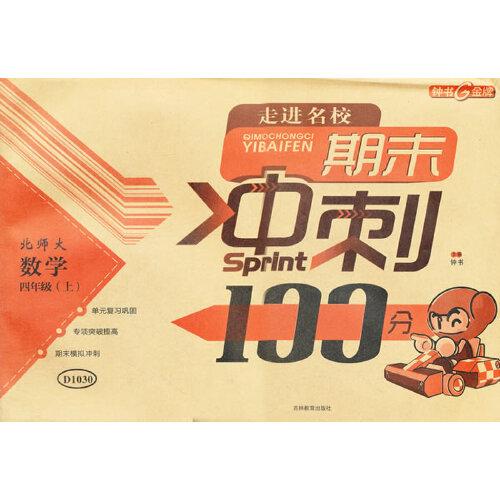 钟书G金牌
走进名校
QIMOCHONGCI
YIBAIFEN
期末
冲刺
Sprint
100分
主编
钟书
北师大
数学
四年级（上）
单元复习巩固
专项突破提高
期末模拟冲刺
D1030
吉林教育出版社